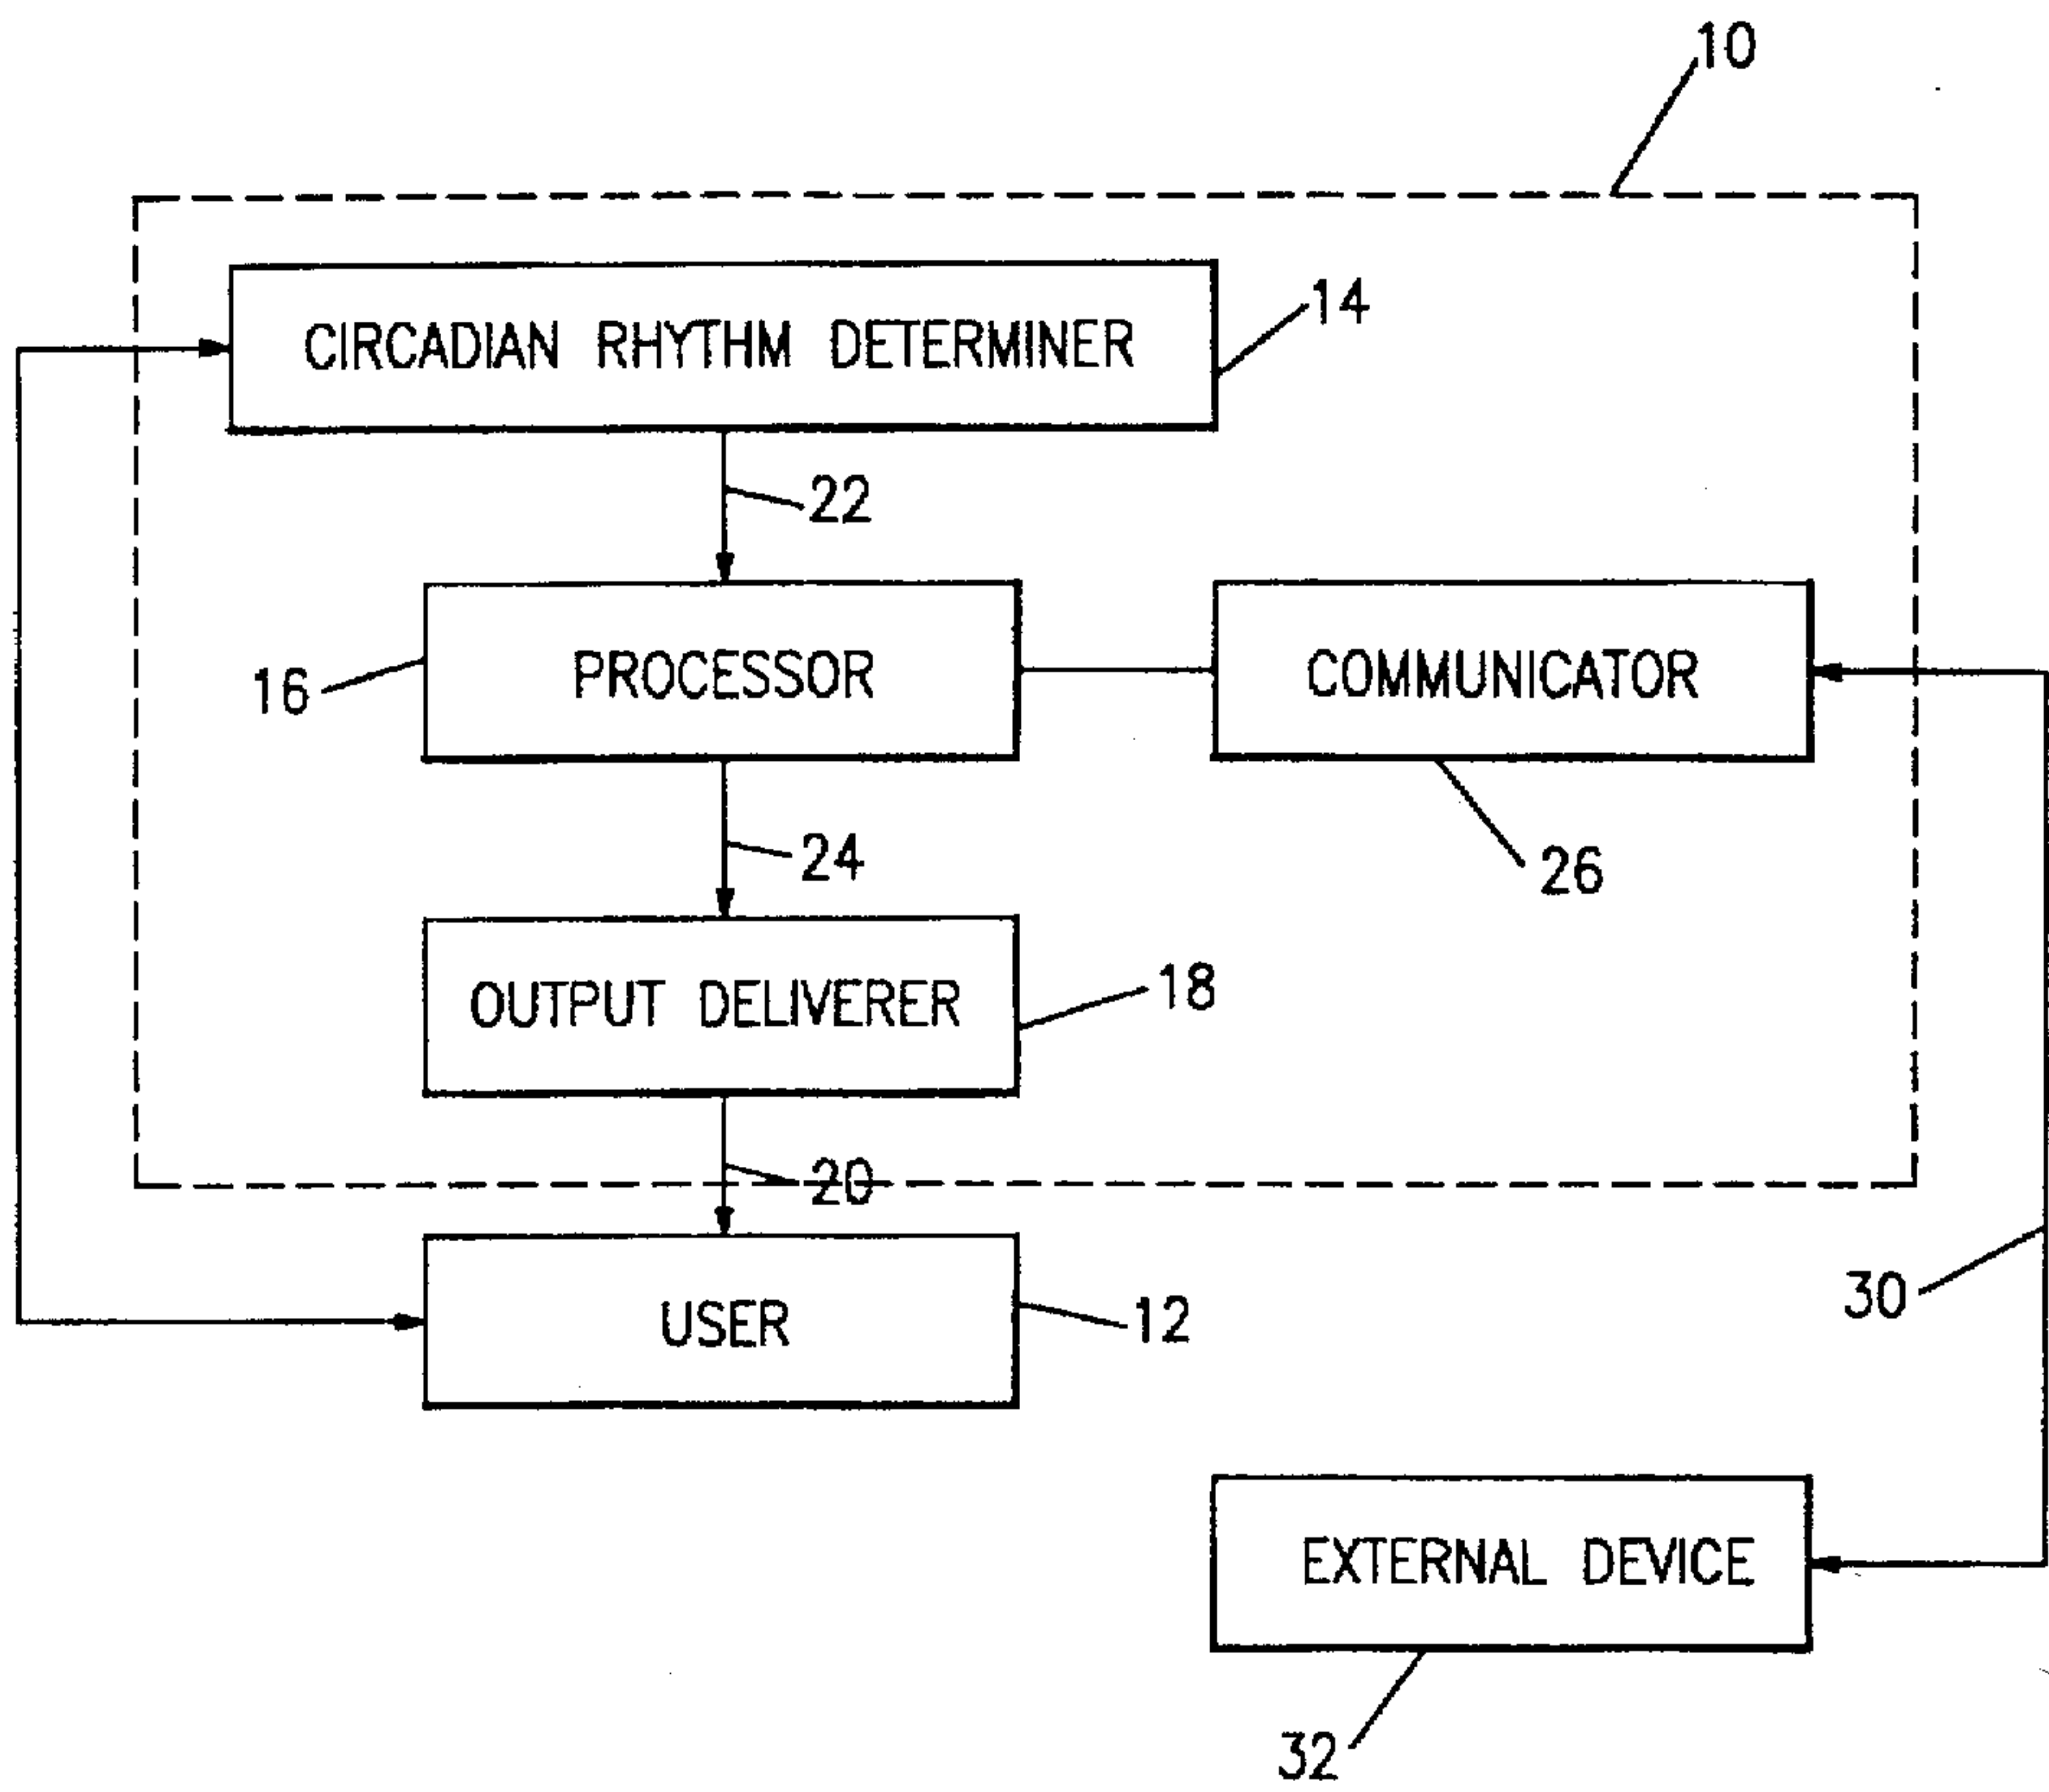 10
CIRCADIAN RHYTHM DETERMINER
14
22
PROCESSOR
16
COMMUNICATOR
26
24
OUTPUT DELIVERER
18
20
USER
12
30
EXTERNAL DEVICE
32